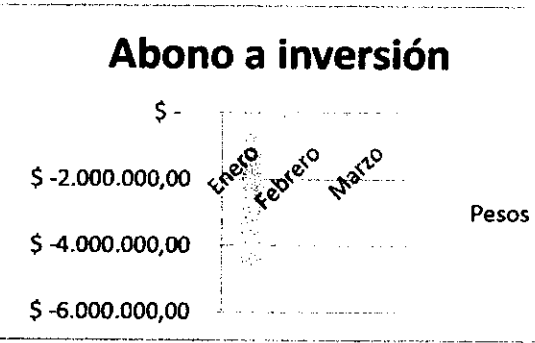 Abono a inversión
$ -
$ -2.000.000,00
$ -4.000.000,00
$ -6.000.000,00
Enero
Febrero
Marzo
Pesos